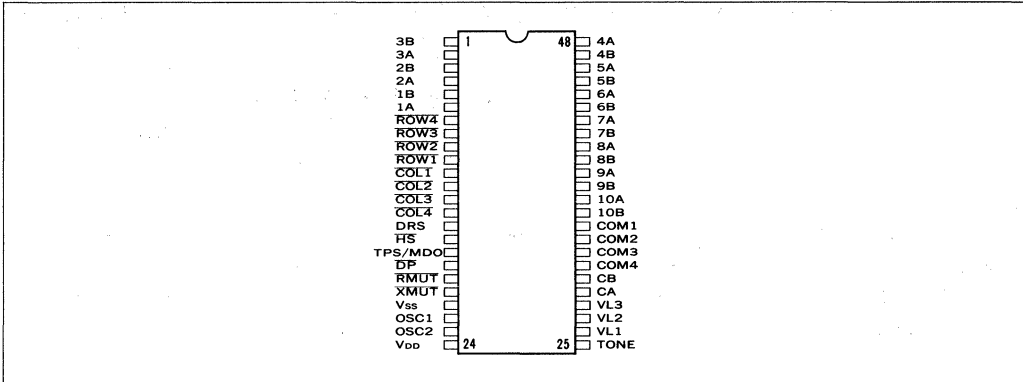 3B 1 48 4A
3A 4B
2B 5A
2A 5B
1B 6A
1A 6B
ROW4 7A
ROW3 7B
ROW2 8A
ROW1 8B
COL1 9A
COL2 9B
COL3 10A
COL4 10B
DRS COM1
HS COM2
TPS/MDO COM3
DP COM4
RMUT CB
XMUT CA
Vss VL3
OSC1 VL2
OSC2 VL1
VDD 24 25 TONE